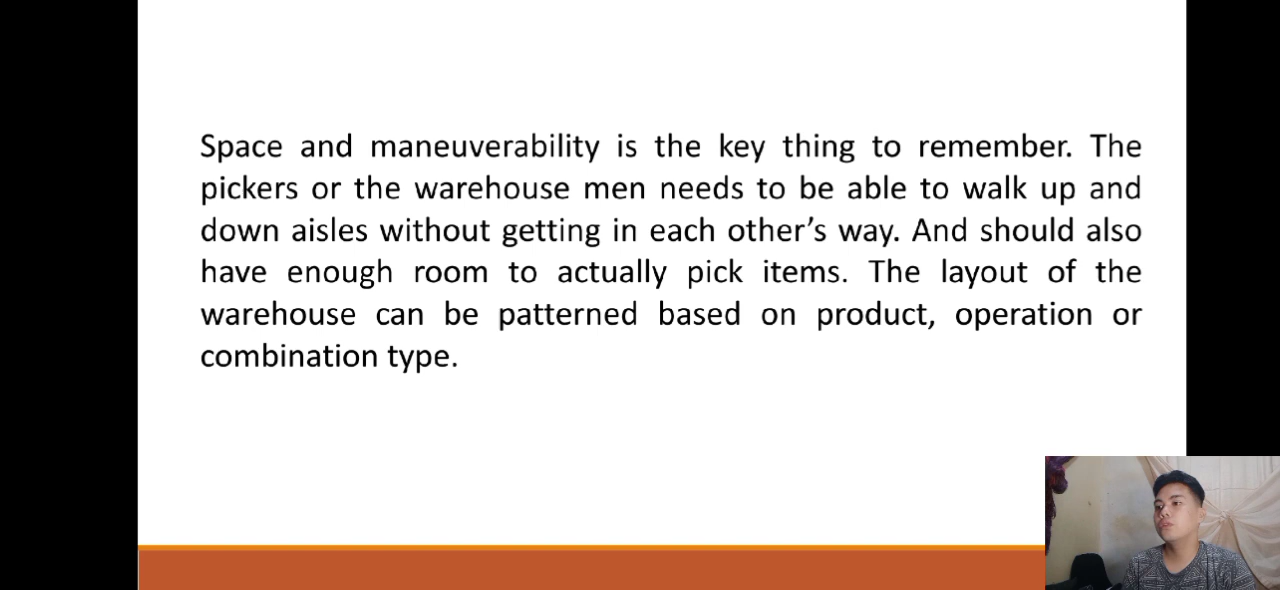 Space and maneuverability is the key thing to remember. The
pickers or the warehouse men needs to be able to walk up and
down aisles without getting in each other’s way. And should also
have enough room to actually pick items. The layout of the
warehouse can be patterned based on product, operation or
combination type.